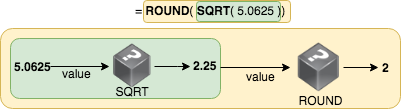 = ROUND( SQRT( 5.0625 ))
5.0625 value SQRT 2.25 value ROUND 2